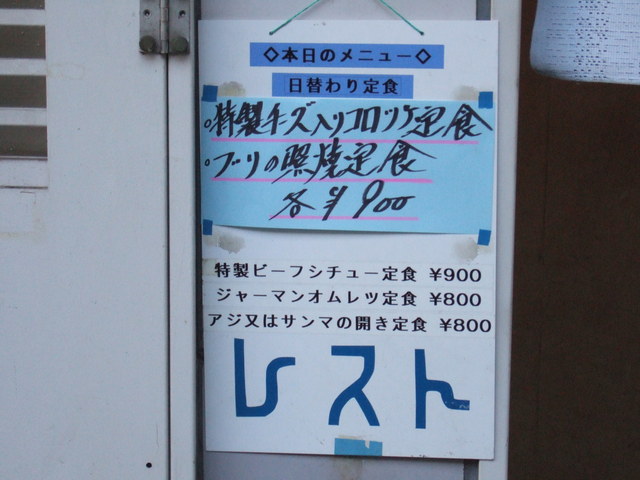 ◇本日のメニュー◇
日替わり定食
・特製チーズ入りコロッケ定食
・ブリの照焼定食
各¥900
特製ビーフシチュー定食 ¥900
ジャーマンオムレツ定食 ¥800
アジ又はサンマの開き定食 ¥800
レスト